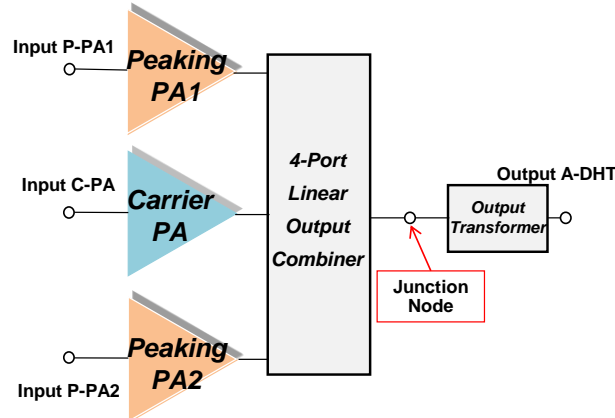 Input P-PA1
Peaking
PA1
Input C-PA
Carrier
PA
Input P-PA2
Peaking
PA2
4-Port
Linear
Output
Combiner
Junction
Node
Output A-DHT
Output
Transformer